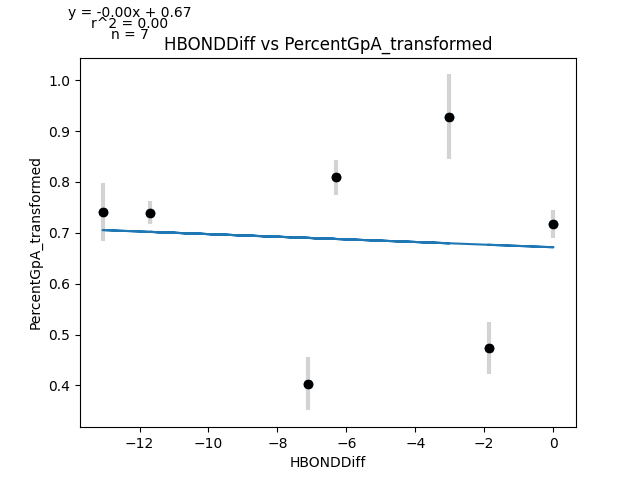 y = -0.00x + 0.67
r^2 = 0.00
n = 7
HBONDDiff vs PercentGpA_transformed
1.0
0.9
0.8
0.7
0.6
0.5
0.4
PercentGpA_transformed
−12
−10
−8
−6
−4
−2
0
HBONDDiff